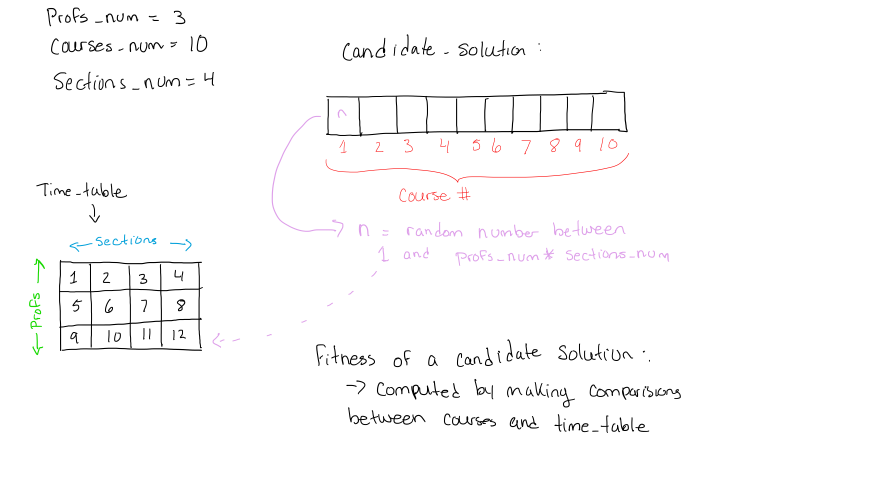 Profs_num = 3
Courses_num = 10
Sections_num = 4
Candidate_solution :
n
1 2 3 4 5 6 7 8 9 10
Course #
n = random number between
1 and profs_num * sections_num
Time_table
Sections
Profs
1 2 3 4
5 6 7 8
9 10 11 12
Fitness of a candidate solution :
-> computed by making comparisions
between courses and time_table